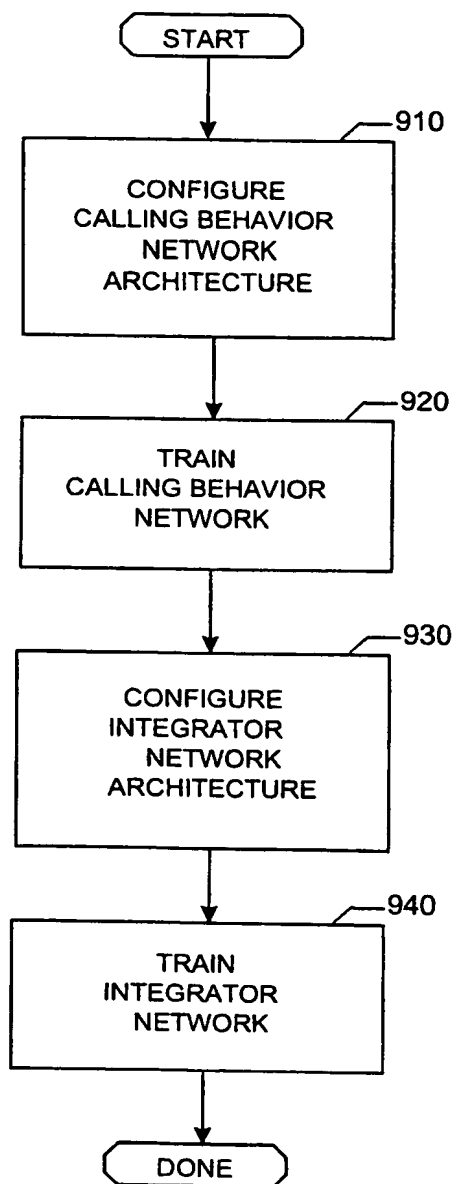 START
910
CONFIGURE
CALLING BEHAVIOR
NETWORK
ARCHITECTURE
920
TRAIN
CALLING BEHAVIOR
NETWORK
930
CONFIGURE
INTEGRATOR
NETWORK
ARCHITECTURE
940
TRAIN
INTEGRATOR
NETWORK
DONE